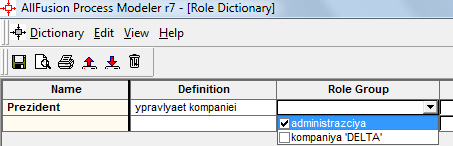 AllFusion Process Modeler r7 - [Role Dictionary]
Dictionary Edit View Help
Name Definition Role Group
Prezident ypravlyaet kompaniei
administrazciya
kompaniya 'DELTA'